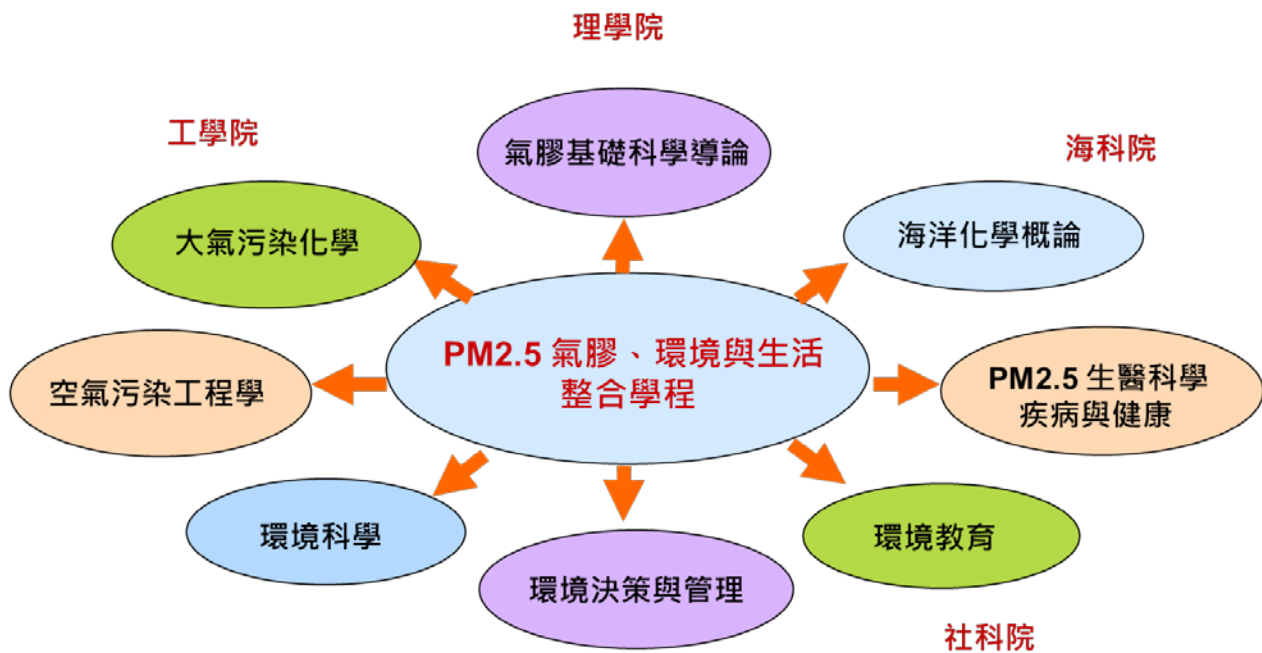 理學院
工學院
海科院
氣膠基礎科學導論
大氣污染化學
海洋化學概論
PM2.5 氣膠、環境與生活
整合學程
空氣污染工程學
PM2.5 生醫科學
疾病與健康
環境科學
環境決策與管理
環境教育
社科院